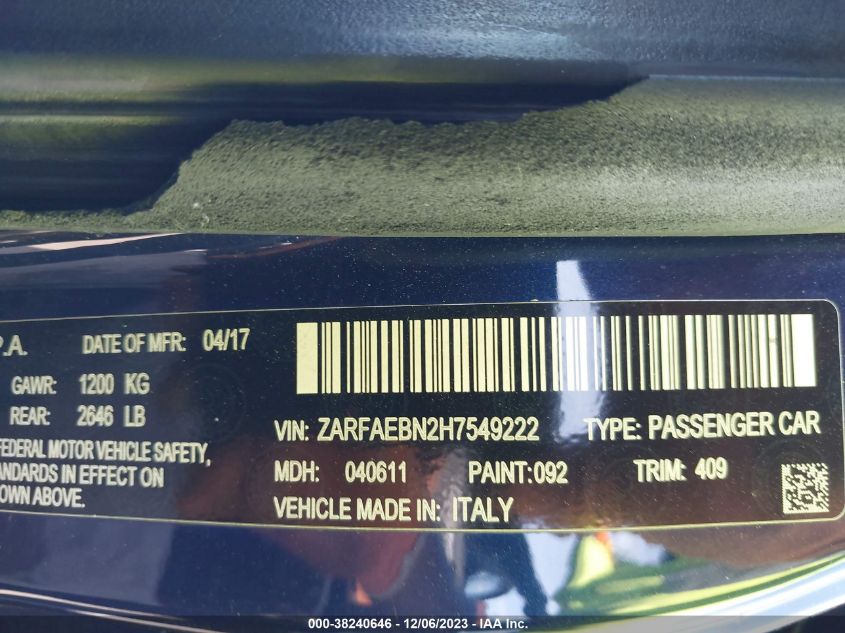 P.A. DATE OF MFR: 04/17
GAWR: 1200 KG
REAR: 2646 LB
FEDERAL MOTOR VEHICLE SAFETY,
ANDARDS IN EFFECT ON
OWN ABOVE.
VIN: ZARFAEBN2H7549222 TYPE: PASSENGER CAR
MDH: 040611 PAINT:092 TRIM: 409
VEHICLE MADE IN: ITALY
000-38240646 - 12/06/2023 - IAA Inc.